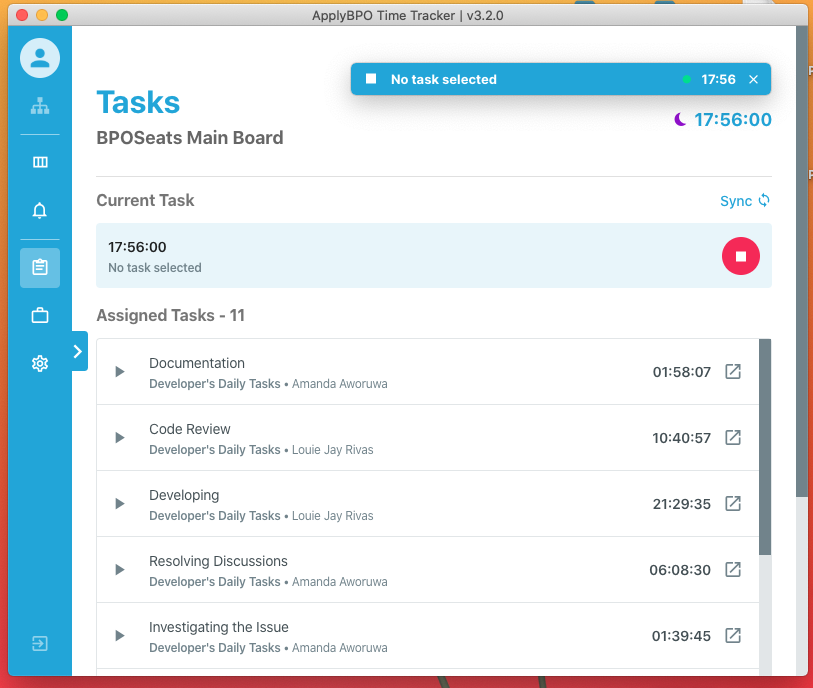 ApplyBPO Time Tracker | v3.2.0
No task selected
17:56
Tasks
17:56:00
BPOSeats Main Board
Current Task
Sync
17:56:00
No task selected
Assigned Tasks - 11
Documentation
Developer's Daily Tasks • Amanda Aworuwa
01:58:07
Code Review
Developer's Daily Tasks • Louie Jay Rivas
10:40:57
Developing
Developer's Daily Tasks • Louie Jay Rivas
21:29:35
Resolving Discussions
Developer's Daily Tasks • Amanda Aworuwa
06:08:30
Investigating the Issue
Developer's Daily Tasks • Amanda Aworuwa
01:39:45